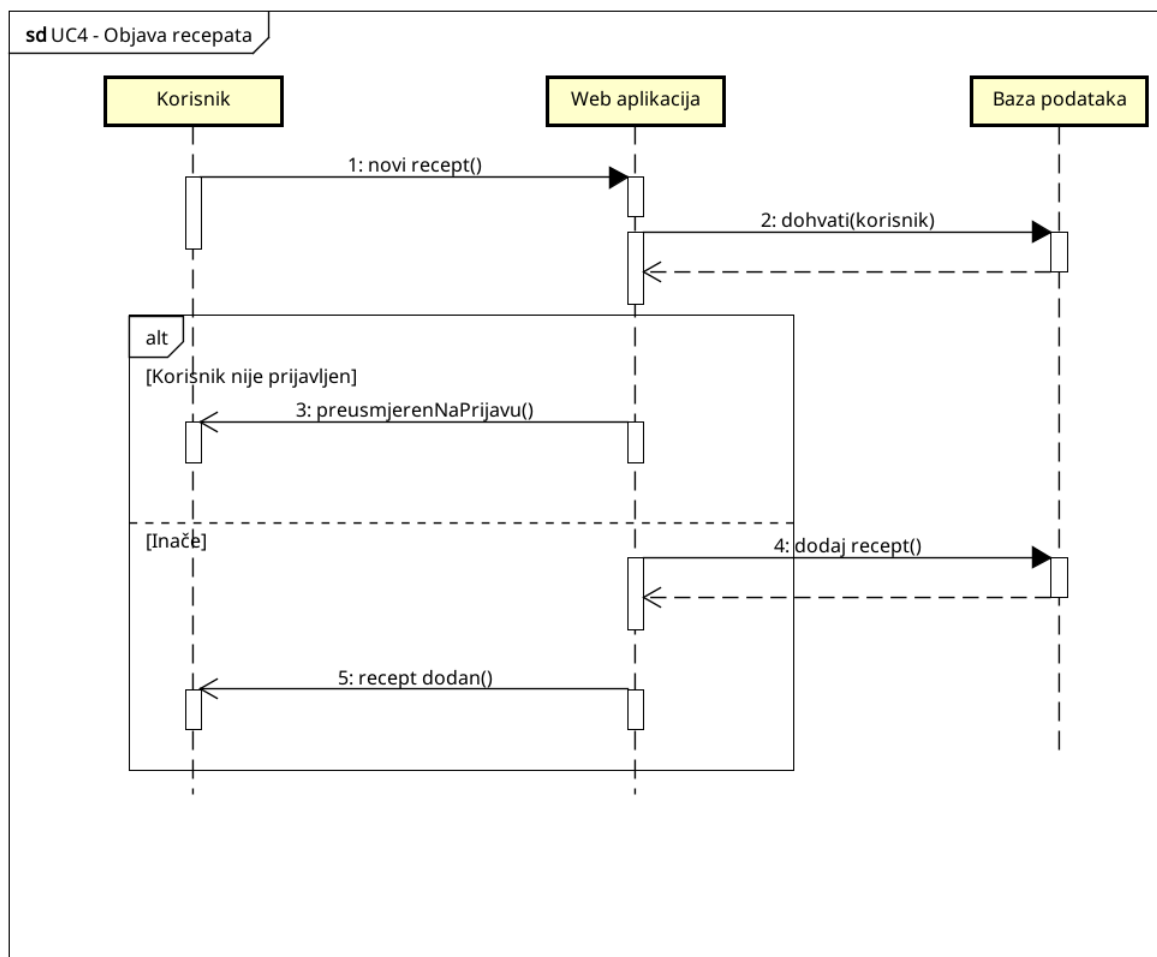 sd UC4 - Objava recepata
Korisnik
Web aplikacija
Baza podataka
1: novi recept()
2: dohvati(korisnik)
alt
[Korisnik nije prijavljen]
3: preusmjerenNaPrijavu()
[Inače]
4: dodaj recept()
5: recept dodan()